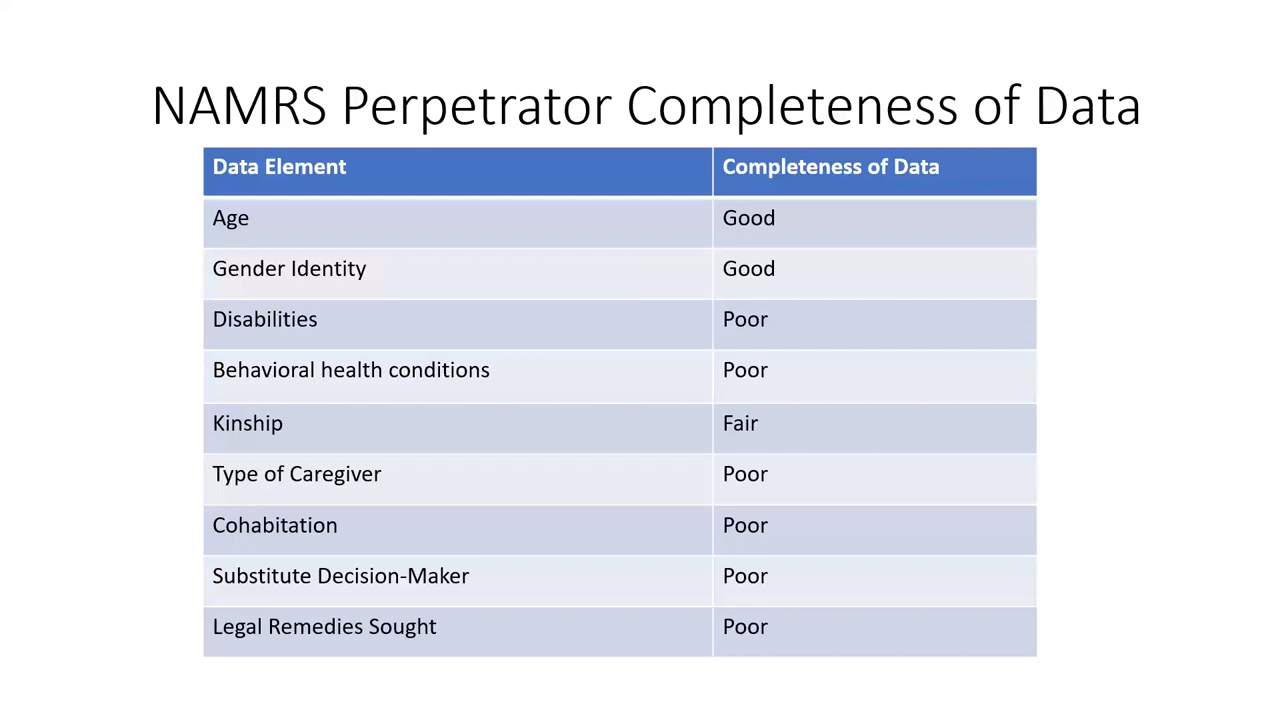 NAMRS Perpetrator Completeness of Data
Data Element Completeness of Data
Age Good
Gender Identity Good
Disabilities Poor
Behavioral health conditions Poor
Kinship Fair
Type of Caregiver Poor
Cohabitation Poor
Substitute Decision-Maker Poor
Legal Remedies Sought Poor